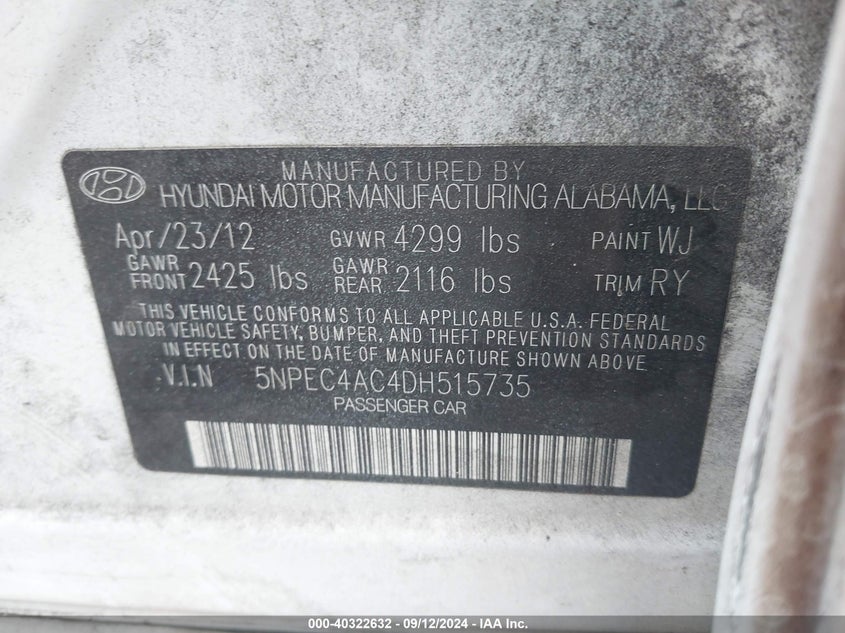 MANUFACTURED BY
HYUNDAI MOTOR MANUFACTURING ALABAMA, LLC
Apr/23/12 GVWR 4299 lbs PAINT WJ
GAWR FRONT 2425 lbs GAWR REAR 2116 lbs TRIM RY
THIS VEHICLE CONFORMS TO ALL APPLICABLE U.S.A. FEDERAL
MOTOR VEHICLE SAFETY, BUMPER, AND THEFT PREVENTION STANDARDS
IN EFFECT ON THE DATE OF MANUFACTURE SHOWN ABOVE
V.I.N 5NPEC4AC4DH515735
PASSENGER CAR
000-40322632 - 09/12/2024 - IAA Inc.